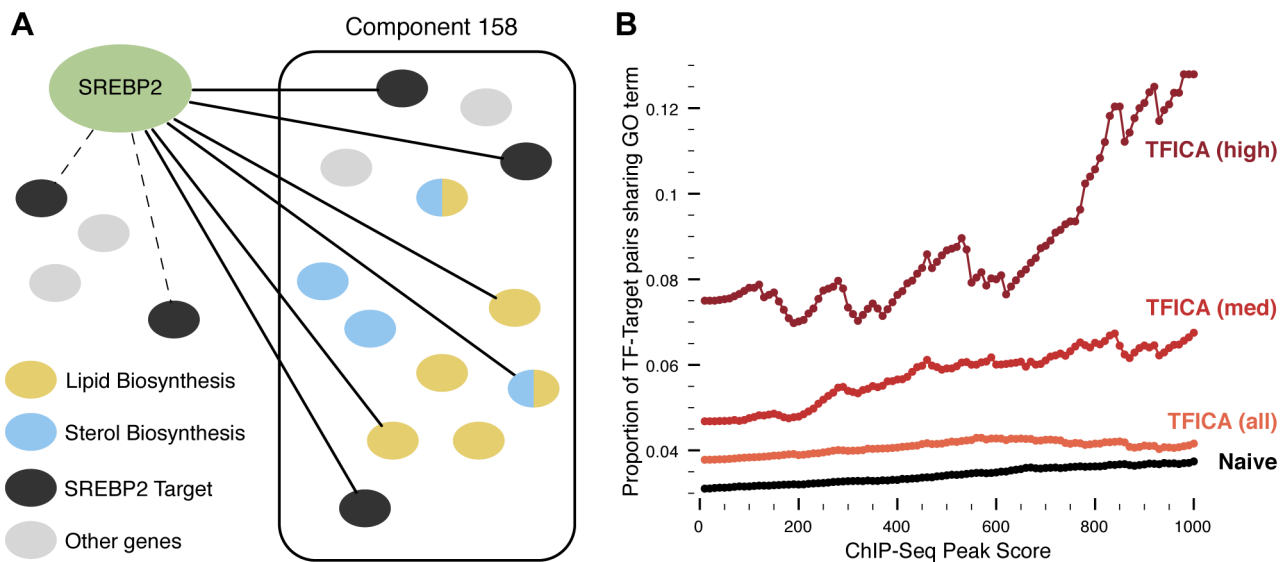 A
Component 158
SREBP2
Lipid Biosynthesis
Sterol Biosynthesis
SREBP2 Target
Other genes
B
Proportion of TF-Target pairs sharing GO term
0.12
0.1
0.08
0.06
0.04
TFICA (high)
TFICA (med)
TFICA (all)
Naive
0
200
400
600
800
1000
ChIP-Seq Peak Score